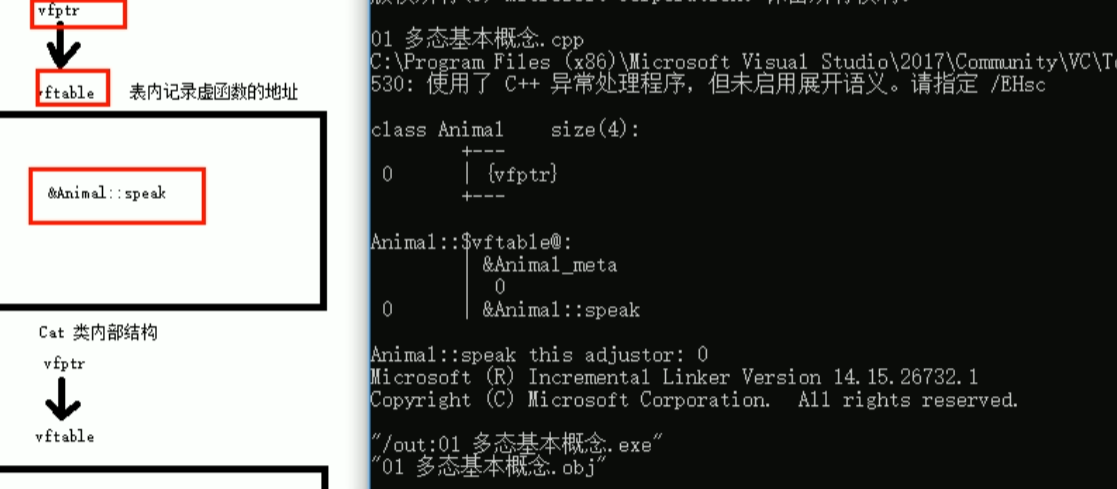 vfptr
vftable 表内记录虚函数的地址
&Animal::speak
Cat 类内部结构
vfptr
vftable
01 多态基本概念.cpp
C:\Program Files (x86)\Microsoft Visual Studio\2017\Community\VC\T
530: 使用了 C++ 异常处理程序，但未启用展开语义。请指定 /EHsc
class Animal size(4):
+---
0 | {vfptr}
+---
Animal::$vftable@:
| &Animal_meta
| 0
0 | &Animal::speak
Animal::speak this adjustor: 0
Microsoft (R) Incremental Linker Version 14.15.26732.1
Copyright (C) Microsoft Corporation. All rights reserved.
"/out:01 多态基本概念.exe"
"01 多态基本概念.obj"